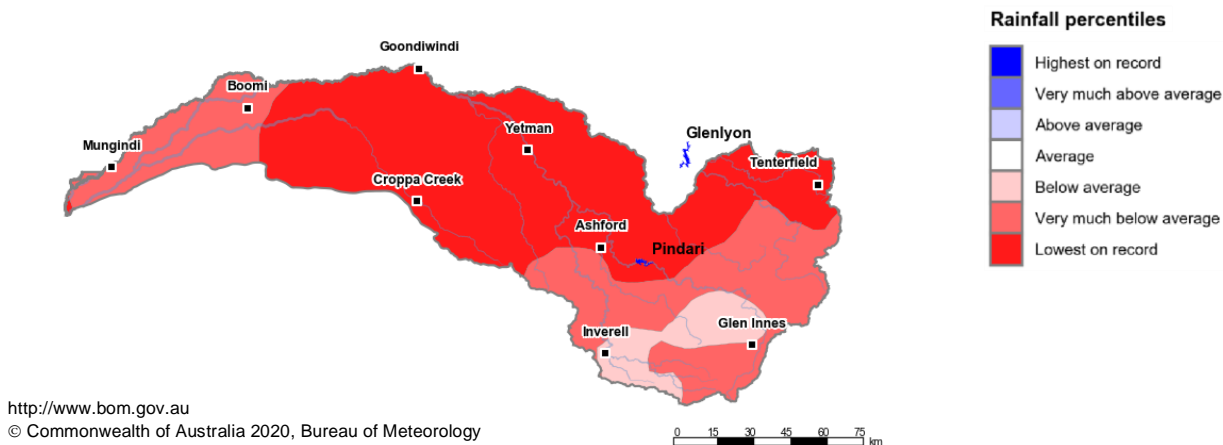 Goondiwindi
Boomi
Mungindi
Yetman
Glenlyon
Tenterfield
Croppa Creek
Ashford
Pindari
Inverell
Glen Innes
Rainfall percentiles
Highest on record
Very much above average
Above average
Average
Below average
Very much below average
Lowest on record
http://www.bom.gov.au
© Commonwealth of Australia 2020, Bureau of Meteorology
0 15 30 45 60 75
km